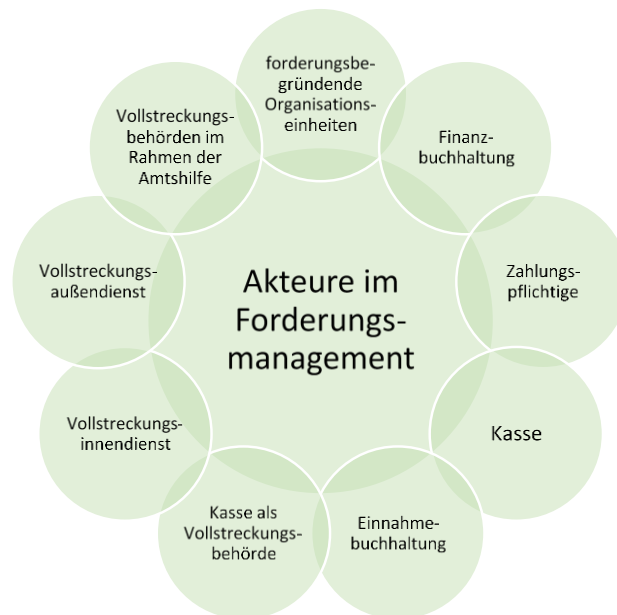 Akteure im
Forderungs-
management
forderungsbe-
gründende
Organisations-
einheiten
Finanz-
buchhaltung
Zahlungs-
pflichtige
Kasse
Einnahme-
buchhaltung
Kasse als
Vollstreckungs-
behörde
Vollstreckungs-
innendienst
Vollstreckungs-
außendienst
Vollstreckungs-
behörden im
Rahmen der
Amtshilfe